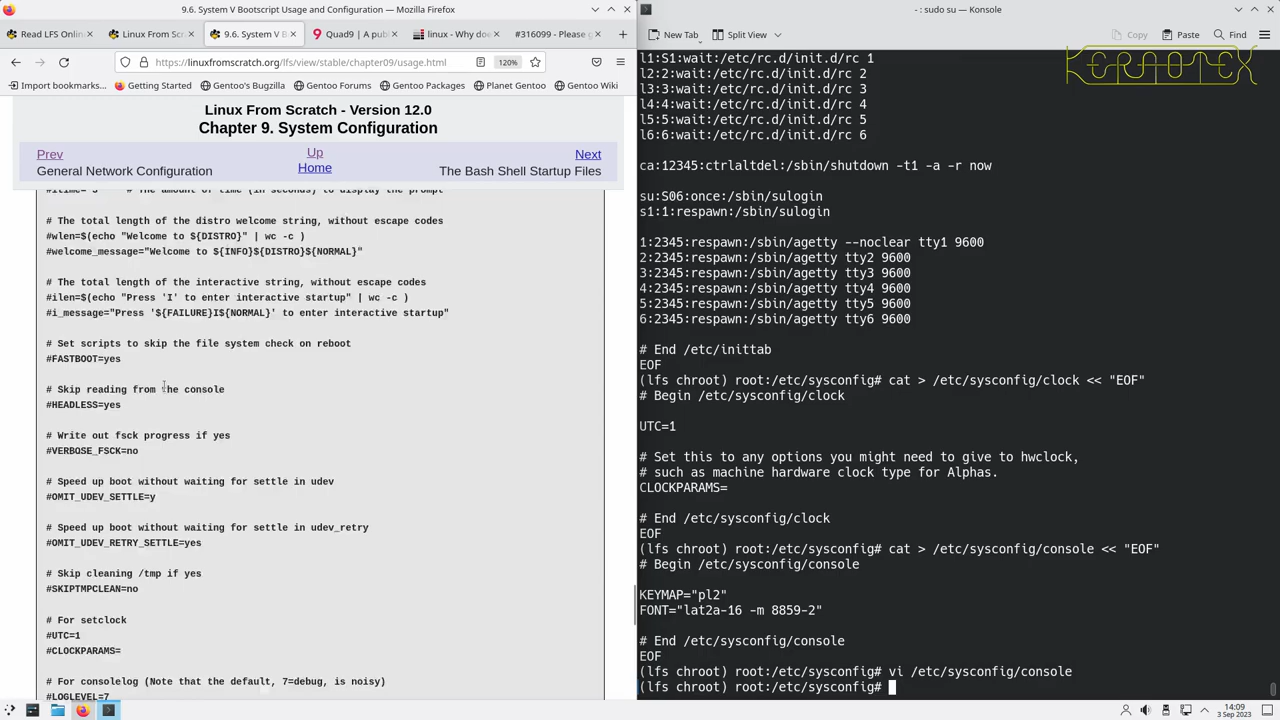 9.6. System V Bootscript Usage and Configuration — Mozilla Firefox
Read LFS Onlin
Linux From Scratc
9.6. System V B
Quad9 | A publ
linux - Why doe
#316099 - Please g
https://linuxfromscratch.org/lfs/view/stable/chapter09/usage.html
120%
Import bookmarks...
Getting Started
Gentoo's Bugzilla
Gentoo Forums
Gentoo Packages
Planet Gentoo
Gentoo Wiki
Linux From Scratch - Version 12.0
Chapter 9. System Configuration
Prev
Up
Next
General Network Configuration
Home
The Bash Shell Startup Files
#itime="3" # The amount of time (in seconds) to display the prompt
# The total length of the distro welcome string, without escape codes
#wlen=$(echo "Welcome to ${DISTRO}" | wc -c )
#welcome_message="Welcome to ${INFO}${DISTRO}${NORMAL}"
# The total length of the interactive string, without escape codes
#ilen=$(echo "Press 'I' to enter interactive startup" | wc -c )
#i_message="Press '${FAILURE}I${NORMAL}' to enter interactive startup"
# Set scripts to skip the file system check on reboot
#FASTBOOT=yes
# Skip reading from the console
#HEADLESS=yes
# Write out fsck progress if yes
#VERBOSE_FSCK=no
# Speed up boot without waiting for settle in udev
#OMIT_UDEV_SETTLE=y
# Speed up boot without waiting for settle in udev_retry
#OMIT_UDEV_RETRY_SETTLE=yes
# Skip cleaning /tmp if yes
#SKIPTMPCLEAN=no
# For setclock
#UTC=1
#CLOCKPARAMS=
# For consolelog (Note that the default, 7=debug, is noisy)
#LOGLEVEL=7
- : sudo su — Konsole
New Tab
Split View
Copy
Paste
Find
KERNOTEX
l1:S1:wait:/etc/rc.d/init.d/rc 1
l2:2:wait:/etc/rc.d/init.d/rc 2
l3:3:wait:/etc/rc.d/init.d/rc 3
l4:4:wait:/etc/rc.d/init.d/rc 4
l5:5:wait:/etc/rc.d/init.d/rc 5
l6:6:wait:/etc/rc.d/init.d/rc 6
ca:12345:ctrlaltdel:/sbin/shutdown -t1 -a -r now
su:S06:once:/sbin/sulogin
s1:1:respawn:/sbin/sulogin
1:2345:respawn:/sbin/agetty --noclear tty1 9600
2:2345:respawn:/sbin/agetty tty2 9600
3:2345:respawn:/sbin/agetty tty3 9600
4:2345:respawn:/sbin/agetty tty4 9600
5:2345:respawn:/sbin/agetty tty5 9600
6:2345:respawn:/sbin/agetty tty6 9600
# End /etc/inittab
EOF
(lfs chroot) root:/etc/sysconfig# cat > /etc/sysconfig/clock << "EOF"
# Begin /etc/sysconfig/clock
UTC=1
# Set this to any options you might need to give to hwclock,
# such as machine hardware clock type for Alphas.
CLOCKPARAMS=
# End /etc/sysconfig/clock
EOF
(lfs chroot) root:/etc/sysconfig# cat > /etc/sysconfig/console << "EOF"
# Begin /etc/sysconfig/console
KEYMAP="pl2"
FONT="lat2a-16 -m 8859-2"
# End /etc/sysconfig/console
EOF
(lfs chroot) root:/etc/sysconfig# vi /etc/sysconfig/console
(lfs chroot) root:/etc/sysconfig#
14:09
3 Sep 2023